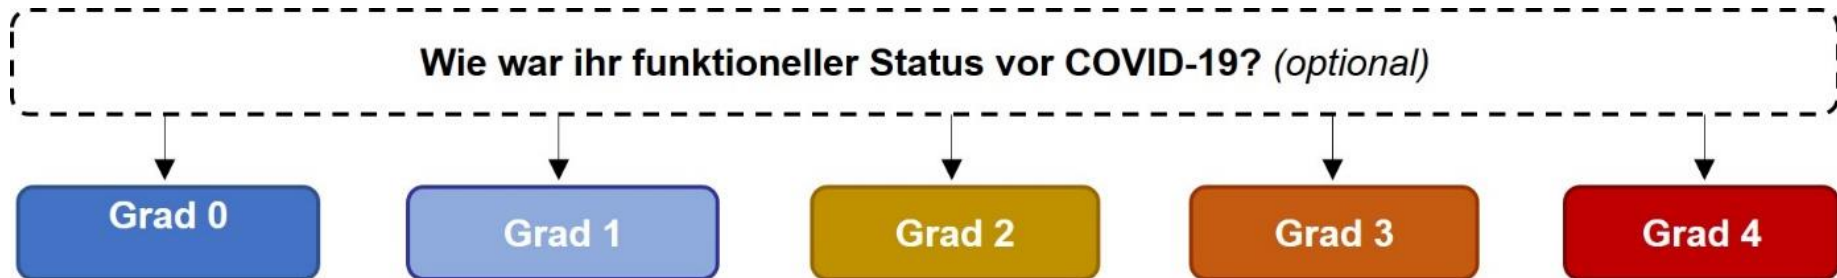 Wie war ihr funktioneller Status vor COVID-19? (optional)
Grad 0
Grad 1
Grad 2
Grad 3
Grad 4